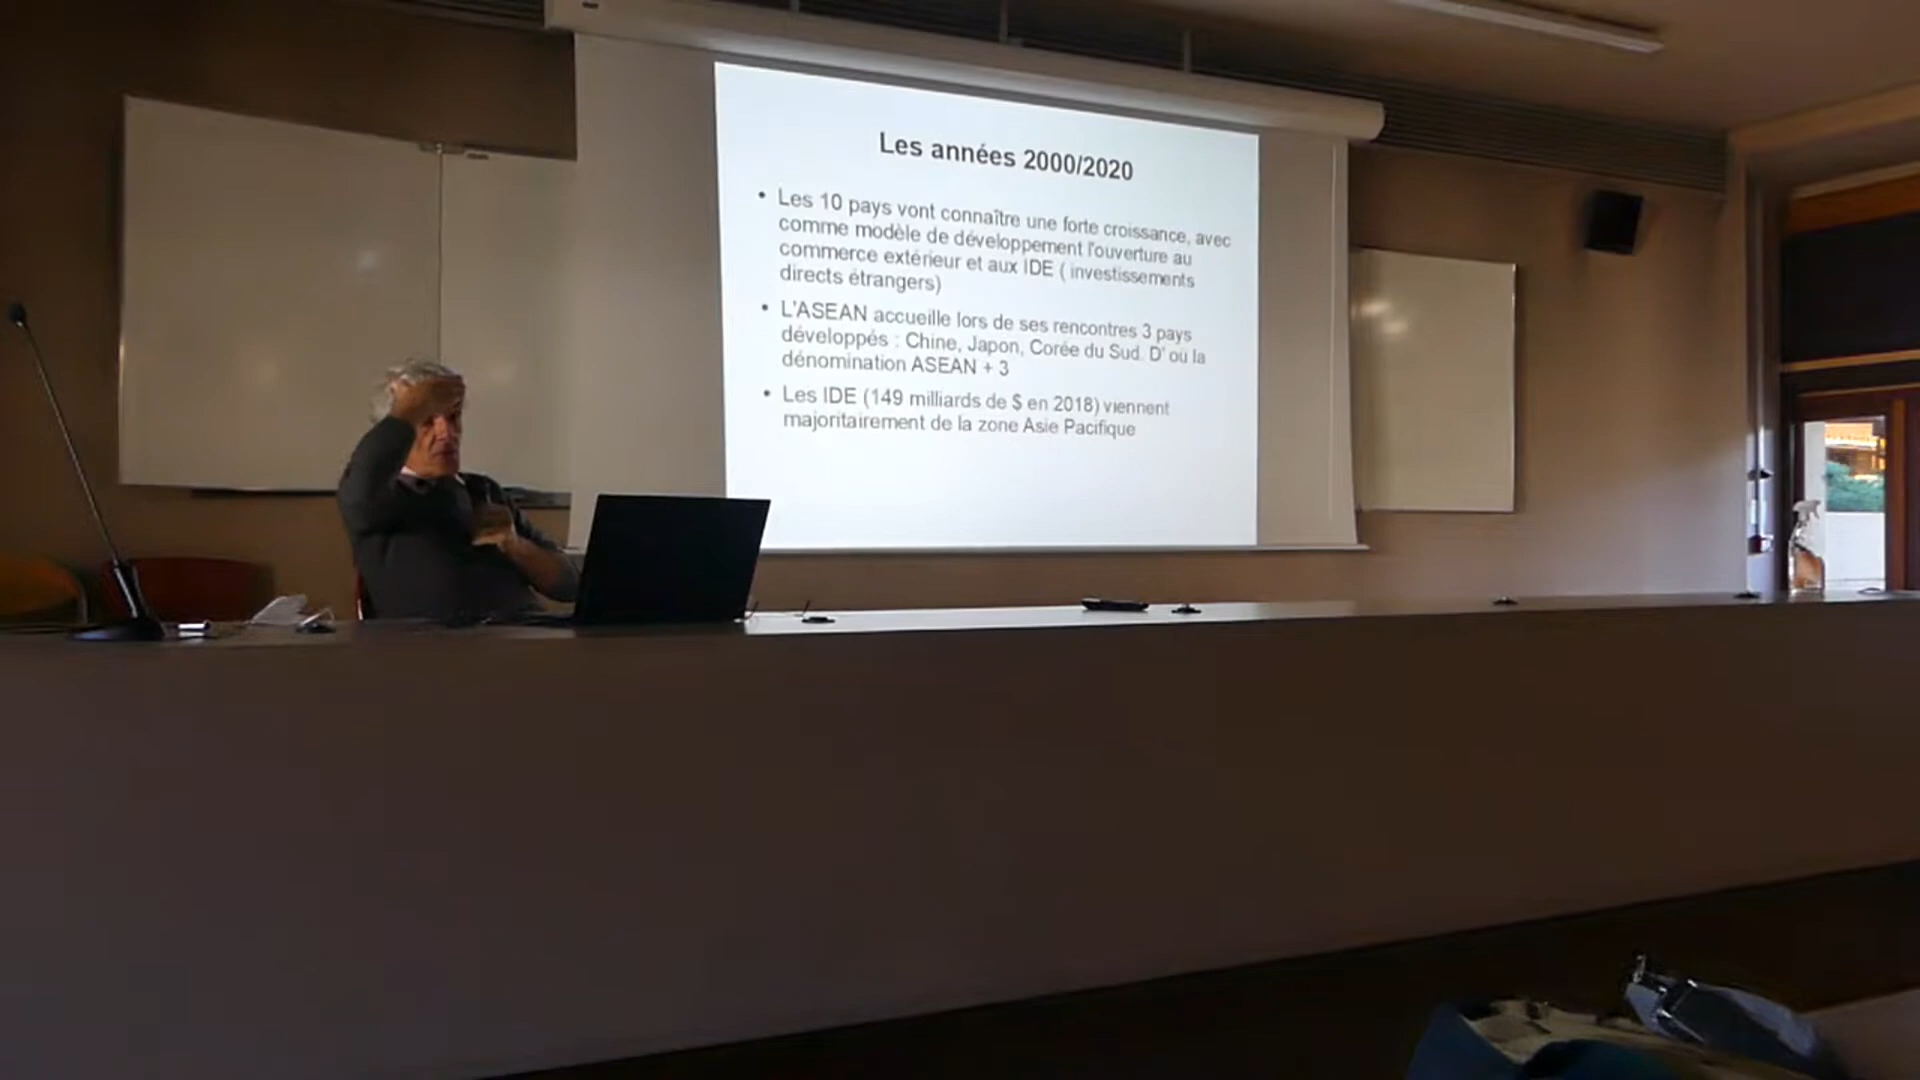 Les années 2000/2020
• Les 10 pays vont connaître une forte croissance, avec
comme modèle de développement l'ouverture au
commerce extérieur et aux IDE ( investissements
directs étrangers)
• L'ASEAN accueille lors de ses rencontres 3 pays
développés : Chine, Japon, Corée du Sud. D' où la
dénomination ASEAN + 3
• Les IDE (149 milliards de $ en 2018) viennent
majoritairement de la zone Asie Pacifique